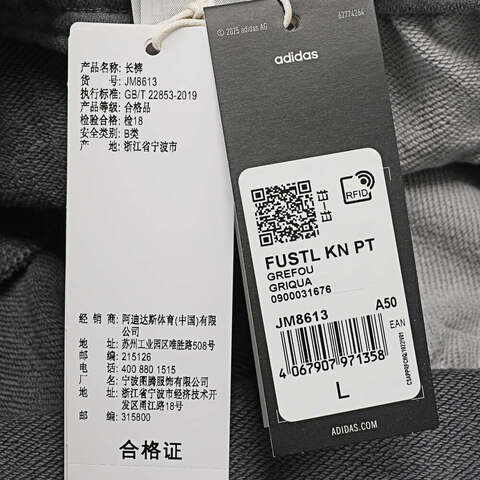 产品名称: 长裤
货 号: JM8613
执行标准: GB/T 22853-2019
产品等级: 合格品
检验合格: 检18
安全类别: B类
产 地: 浙江省宁波市
经 销 商: 阿迪达斯体育(中国)有限公司
地 址: 苏州工业园区唯胜路508号
邮 编: 215126
电 话: 400 880 1515
厂 名: 宁波图腾服饰有限公司
厂 址: 浙江省宁波市经济技术开发区甬江路18号
邮 编: 315800
合格证
© 2025 adidas AG
62774264
adidas
RFID
FUSTL KN PT
GREFOU
GRIQUA
0900031676
JM8613
A50
EAN
4 067907 971358
L
ADIDAS.COM